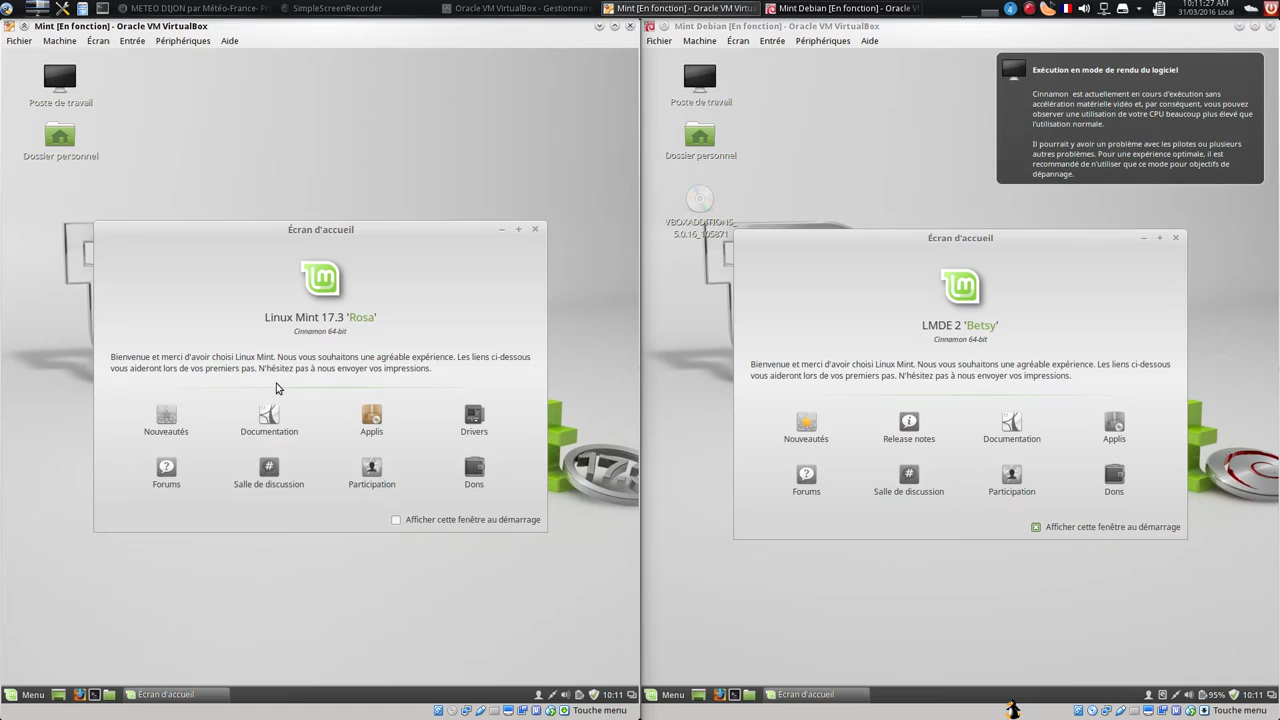 METEO DIJON par Météo-France- Pr
SimpleScreenRecorder
Oracle VM VirtualBox - Gestionnai
Mint [En fonction] - Oracle VM Virtu
Mint Debian [En fonction] - Oracle V
4
10:11:27 AM
31/03/2016 Local
Mint [En fonction] - Oracle VM VirtualBox
Fichier Machine Écran Entrée Périphériques Aide
Poste de travail
Dossier personnel
Écran d'accueil
Linux Mint 17.3 'Rosa'
Cinnamon 64-bit
Bienvenue et merci d'avoir choisi Linux Mint. Nous vous souhaitons une agréable expérience. Les liens ci-dessous
vous aideront lors de vos premiers pas. N'hésitez pas à nous envoyer vos impressions.
Nouveautés Documentation Applis Drivers
Forums Salle de discussion Participation Dons
Afficher cette fenêtre au démarrage
Menu Écran d'accueil 10:11
Touche menu
Mint Debian [En fonction] - Oracle VM VirtualBox
Fichier Machine Écran Entrée Périphériques Aide
Poste de travail
Dossier personnel
VBOXADDITIONS_
5.0.16_105871
Exécution en mode de rendu du logiciel
Cinnamon est actuellement en cours d'exécution sans
accélération matérielle vidéo et, par conséquent, vous pouvez
observer une utilisation de votre CPU beaucoup plus élevé que
l'utilisation normale.
Il pourrait y avoir un problème avec les pilotes ou plusieurs
autres problèmes. Pour une expérience optimale, il est
recommandé de n'utiliser que ce mode pour objectifs de
dépannage.
Écran d'accueil
LMDE 2 'Betsy'
Cinnamon 64-bit
Bienvenue et merci d'avoir choisi Linux Mint. Nous vous souhaitons une agréable expérience. Les liens ci-dessous
vous aideront lors de vos premiers pas. N'hésitez pas à nous envoyer vos impressions.
Nouveautés Release notes Documentation Applis
Forums Salle de discussion Participation Dons
Afficher cette fenêtre au démarrage
Menu Écran d'accueil 95% 10:11
Touche menu